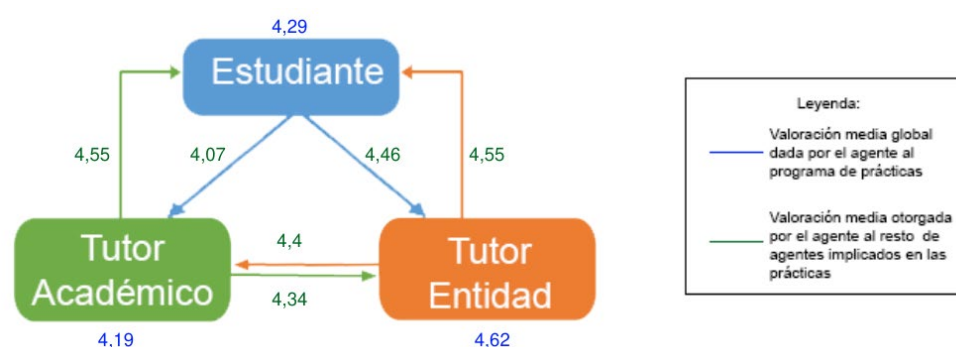 4,29
Estudiante
4,55
4,07
4,46
4,55
Tutor
Académico
4,4
4,34
Tutor
Entidad
4,19
4,62
Leyenda:
Valoración media global
dada por el agente al
programa de prácticas
Valoración media otorgada
por el agente al resto de
agentes implicados en las
prácticas